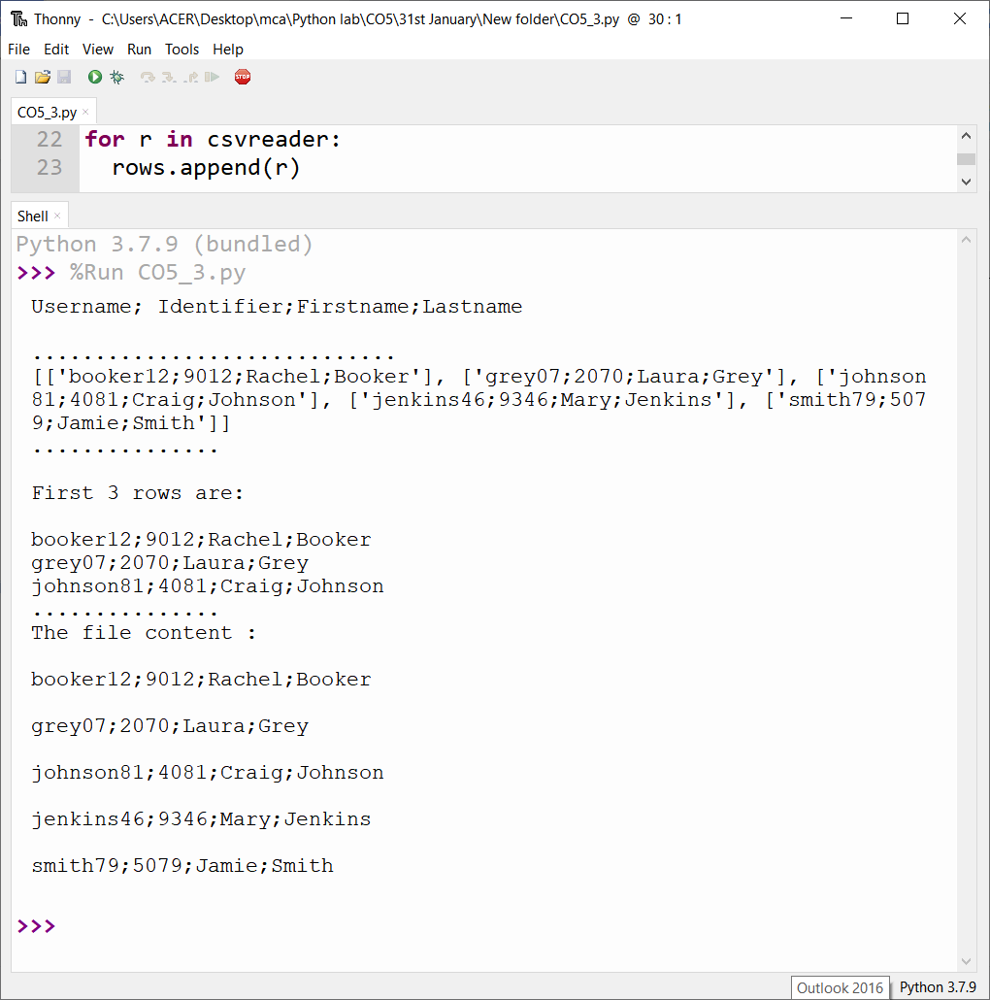 Thonny - C:\Users\ACER\Desktop\mca\Python lab\CO5\31st January\New folder\CO5_3.py @ 30 : 1
File Edit View Run Tools Help
STOP
CO5_3.py ×
22 for r in csvreader:
23 rows.append(r)
Shell ×
Python 3.7.9 (bundled)
>>> %Run CO5_3.py
Username; Identifier;Firstname;Lastname
.............................
[['booker12;9012;Rachel;Booker'], ['grey07;2070;Laura;Grey'], ['johnson
81;4081;Craig;Johnson'], ['jenkins46;9346;Mary;Jenkins'], ['smith79;507
9;Jamie;Smith']]
...............
First 3 rows are:
booker12;9012;Rachel;Booker
grey07;2070;Laura;Grey
johnson81;4081;Craig;Johnson
...............
The file content :
booker12;9012;Rachel;Booker
grey07;2070;Laura;Grey
johnson81;4081;Craig;Johnson
jenkins46;9346;Mary;Jenkins
smith79;5079;Jamie;Smith
>>>
Outlook 2016 Python 3.7.9